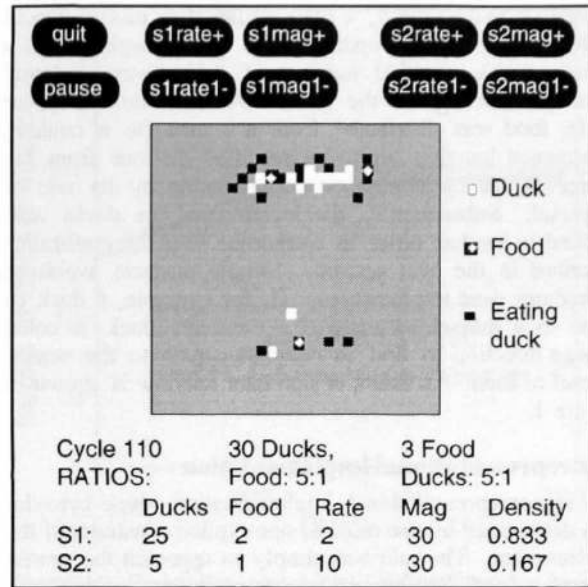 quit s1rate+ s1mag+ s2rate+ s2mag+
pause s1rate1- s1mag1- s2rate1- s2mag1-
Duck
Food
Eating
duck
Cycle 110 30 Ducks, 3 Food
RATIOS: Food: 5:1 Ducks: 5:1
Ducks Food Rate Mag Density
S1: 25 2 2 30 0.833
S2: 5 1 10 30 0.167